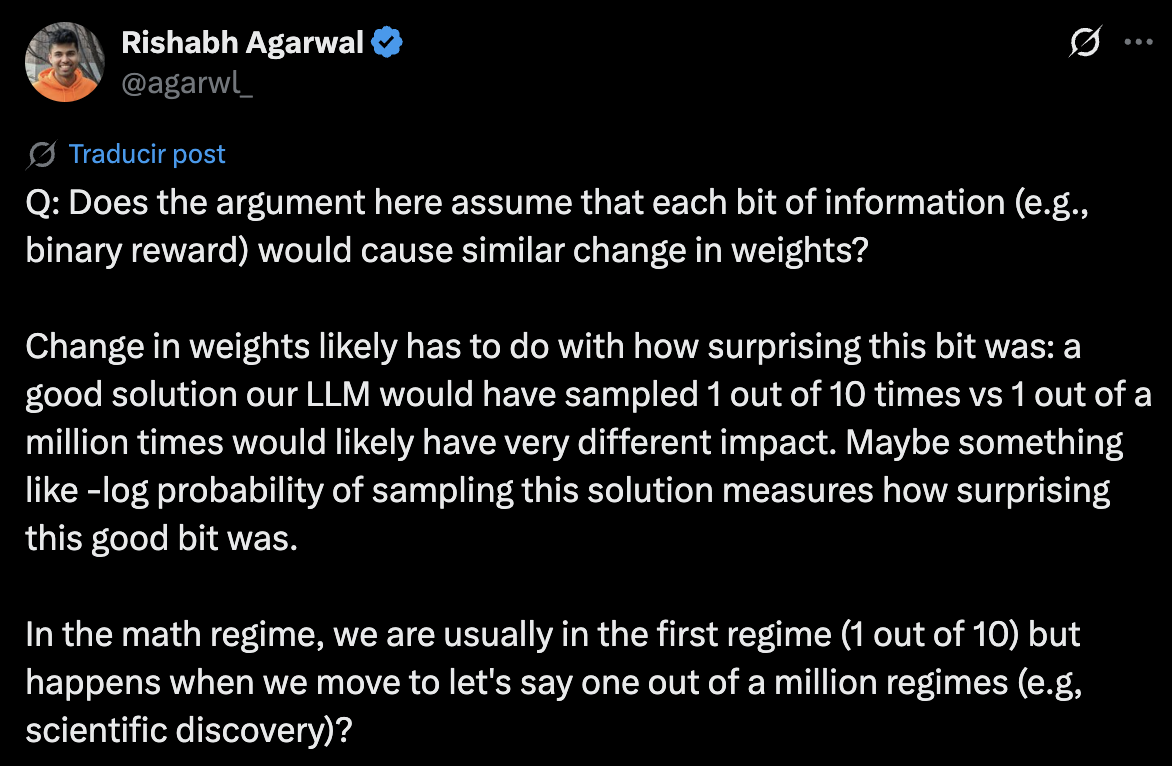 Rishabh Agarwal
@agarwl_
Traducir post
Q: Does the argument here assume that each bit of information (e.g.,
binary reward) would cause similar change in weights?
Change in weights likely has to do with how surprising this bit was: a
good solution our LLM would have sampled 1 out of 10 times vs 1 out of a
million times would likely have very different impact. Maybe something
like -log probability of sampling this solution measures how surprising
this good bit was.
In the math regime, we are usually in the first regime (1 out of 10) but
happens when we move to let's say one out of a million regimes (e.g,
scientific discovery)?